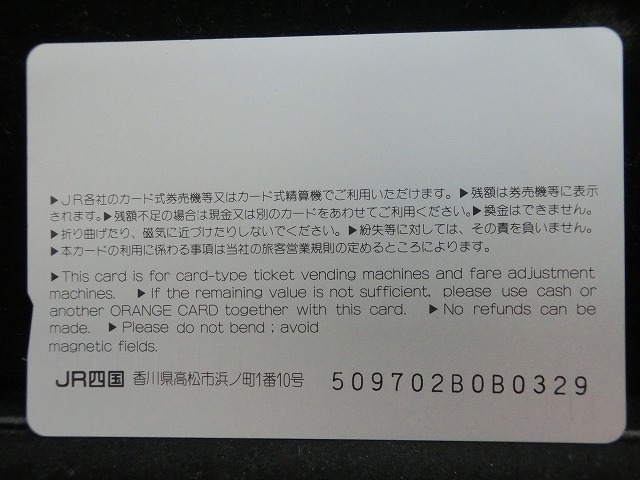 ▶JR各社のカード式券売機等又はカード式精算機でご利用いただけます。▶残額は券売機等に表示
されます。▶残額不足の場合は現金又は別のカードをあわせてご利用ください。▶換金はできません。
▶折り曲げたり、磁気に近づけたりしないでください。▶紛失等に対しては、その責を負いません。
▶本カードの利用に係わる事項は当社の旅客営業規則の定めるところによります。
▶This card is for card-type ticket vending machines and fare adjustment
machines. ▶If the remaining value is not sufficient, please use cash or
another ORANGE CARD together with this card. ▶No refunds can be
made. ▶Please do not bend; avoid
magnetic fields.
JR四国 香川県高松市浜ノ町1番10号 509702B0B0329